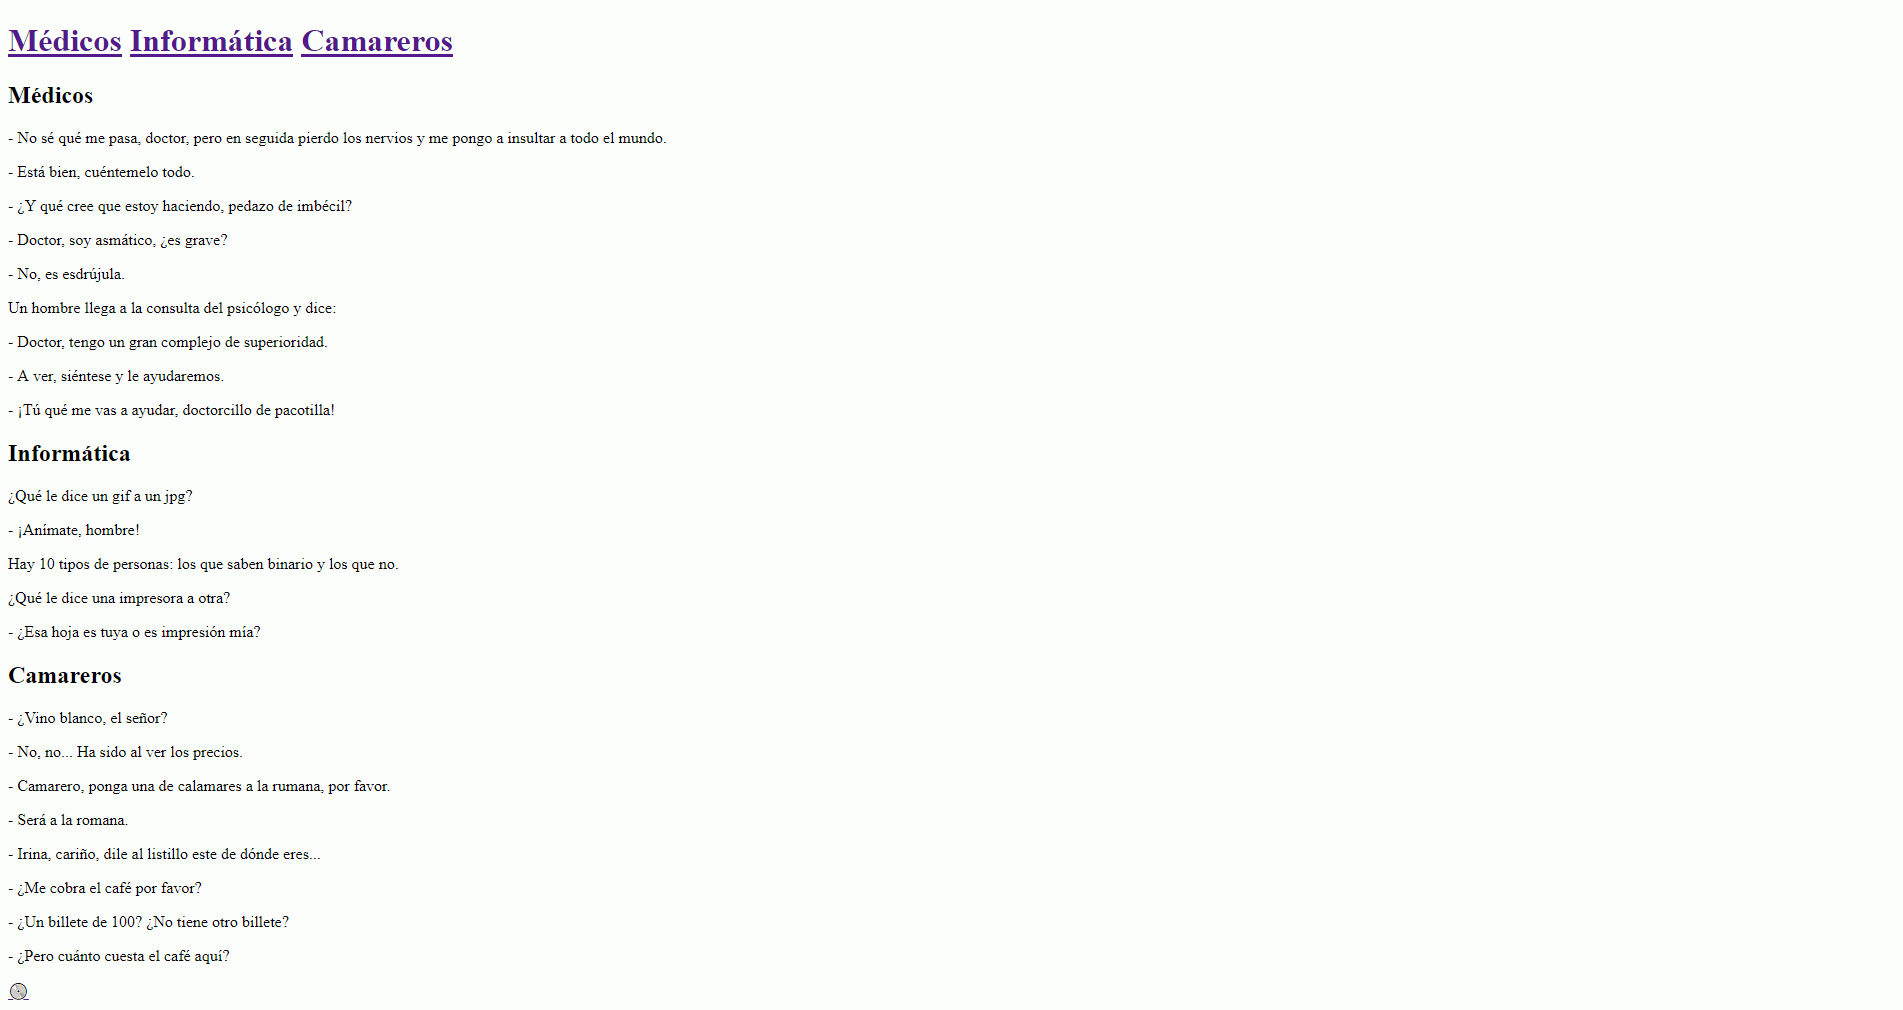 Médicos Informática Camareros
Médicos
- No sé qué me pasa, doctor, pero en seguida pierdo los nervios y me pongo a insultar a todo el mundo.
- Está bien, cuéntemelo todo.
- ¿Y qué cree que estoy haciendo, pedazo de imbécil?
- Doctor, soy asmático, ¿es grave?
- No, es esdrújula.
Un hombre llega a la consulta del psicólogo y dice:
- Doctor, tengo un gran complejo de superioridad.
- A ver, siéntese y le ayudaremos.
- ¡Tú qué me vas a ayudar, doctorcillo de pacotilla!
Informática
¿Qué le dice un gif a un jpg?
- ¡Anímate, hombre!
Hay 10 tipos de personas: los que saben binario y los que no.
¿Qué le dice una impresora a otra?
- ¿Esa hoja es tuya o es impresión mía?
Camareros
- ¿Vino blanco, el señor?
- No, no... Ha sido al ver los precios.
- Camarero, ponga una de calamares a la rumana, por favor.
- Será a la romana.
- Irina, cariño, dile al listillo este de dónde eres...
- ¿Me cobra el café por favor?
- ¿Un billete de 100? ¿No tiene otro billete?
- ¿Pero cuánto cuesta el café aquí?